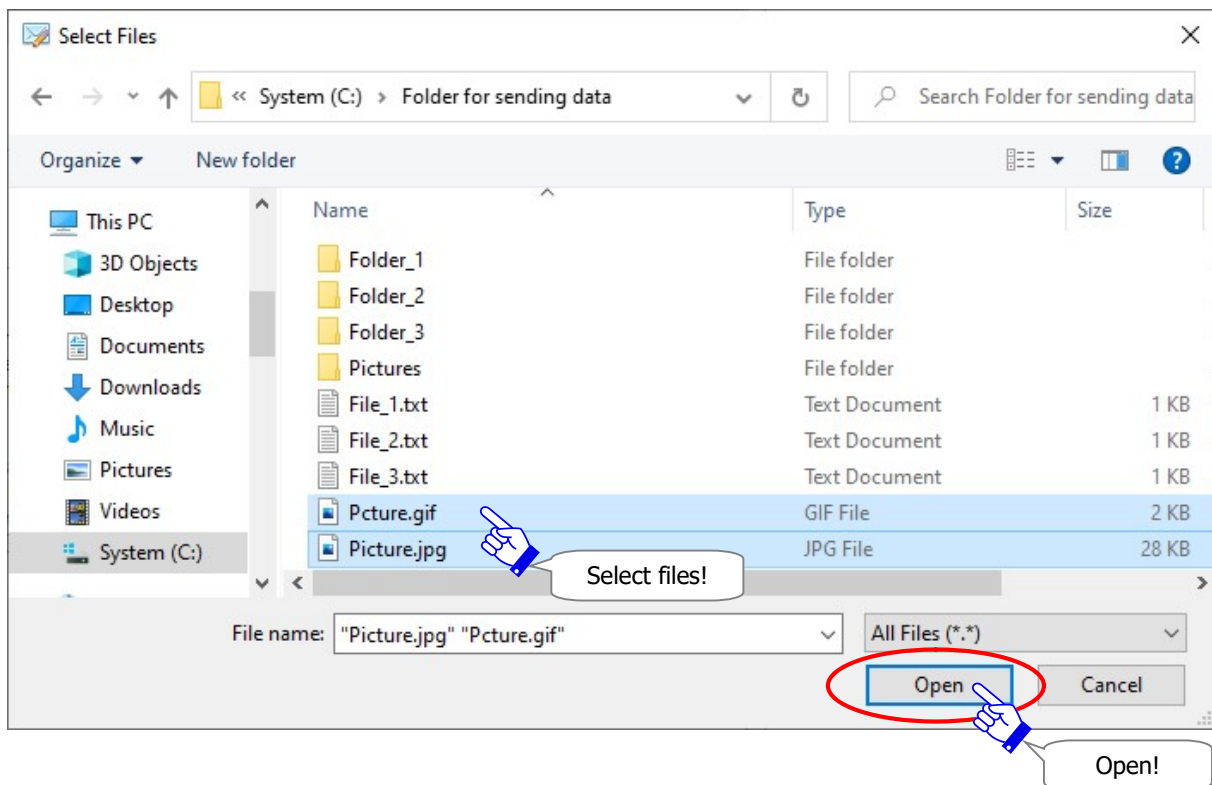 Select Files
« System (C:) › Folder for sending data
Search Folder for sending data
Organize New folder
Name Type Size
This PC
3D Objects
Desktop
Documents
Downloads
Music
Pictures
Videos
System (C:)
Folder_1 File folder
Folder_2 File folder
Folder_3 File folder
Pictures File folder
File_1.txt Text Document 1 KB
File_2.txt Text Document 1 KB
File_3.txt Text Document 1 KB
Pcture.gif GIF File 2 KB
Picture.jpg JPG File 28 KB
Select files!
File name: "Picture.jpg" "Pcture.gif" All Files (*.*)
Open Cancel
Open!